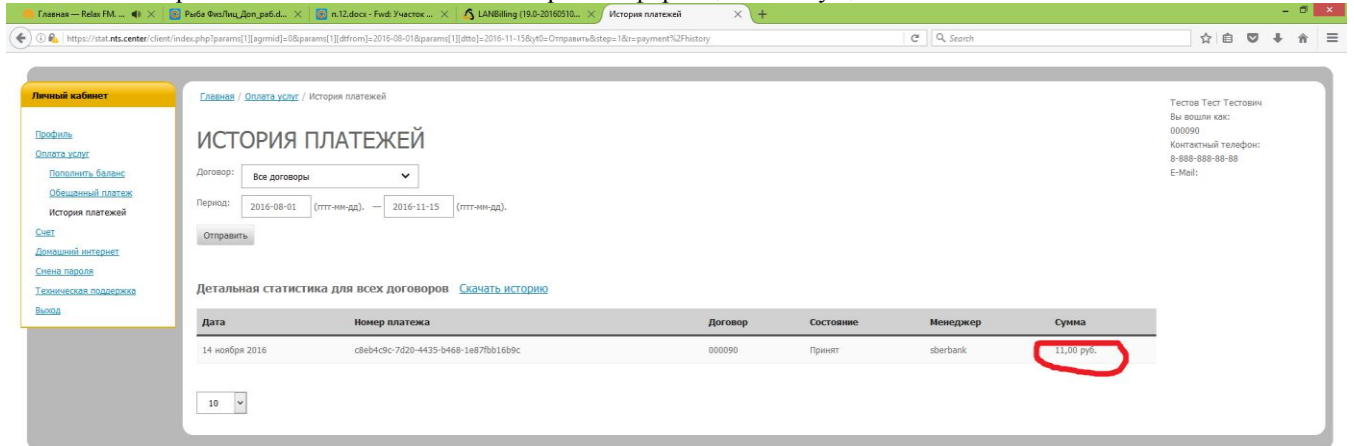 Главная — Relax FM. ...
Рыба ФизЛиц_Доп_раб.d...
п.12.docx - Fwd: Участок ...
LANBilling (19.0-20160510...
История платежей
https://stat.nts.center/client/index.php?params[1][agrmid]=0&params[1][dtfrom]=2016-08-01&params[1][dtto]=2016-11-15&yt0=Отправить&step=1&r=payment%2Fhistory
Search
Личный кабинет
Профиль
Оплата услуг
Пополнить баланс
Обещанный платеж
История платежей
Счет
Домашний интернет
Смена пароля
Техническая поддержка
Выход
Главная / Оплата услуг / История платежей
ИСТОРИЯ ПЛАТЕЖЕЙ
Договор: Все договоры
Период: 2016-08-01 (гггг-мм-дд). — 2016-11-15 (гггг-мм-дд).
Отправить
Детальная статистика для всех договоров Скачать историю
Дата Номер платежа Договор Состояние Менеджер Сумма
14 ноября 2016 c8eb4c9c-7d20-4435-b468-1e87fbb16b9c 000090 Принят sberbank 11,00 руб.
10
Тестов Тест Тестович
Вы вошли как:
000090
Контактный телефон:
8-888-888-88-88
E-Mail: